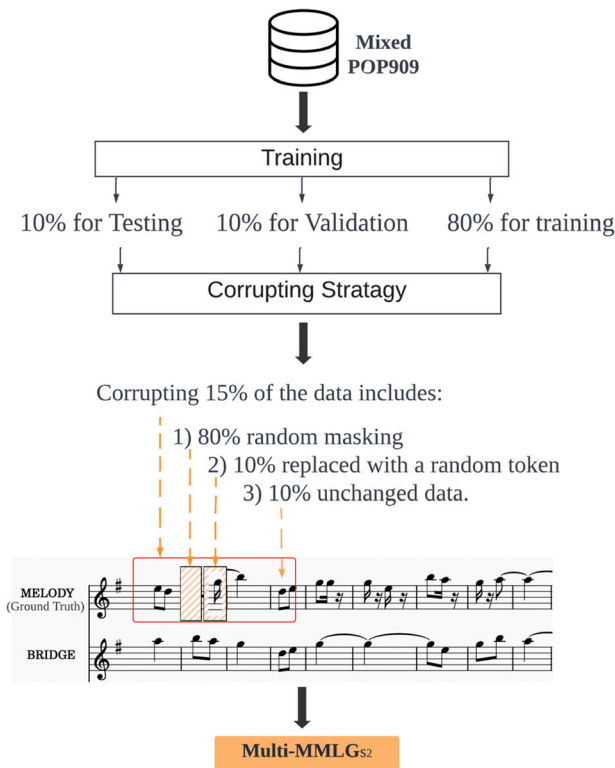 Mixed
POP909
Training
10% for Testing
10% for Validation
80% for training
Corrupting Stratagy
Corrupting 15% of the data includes:
1) 80% random masking
2) 10% replaced with a random token
3) 10% unchanged data.
MELODY
(Ground Truth)
BRIDGE
Multi-MMLGS2